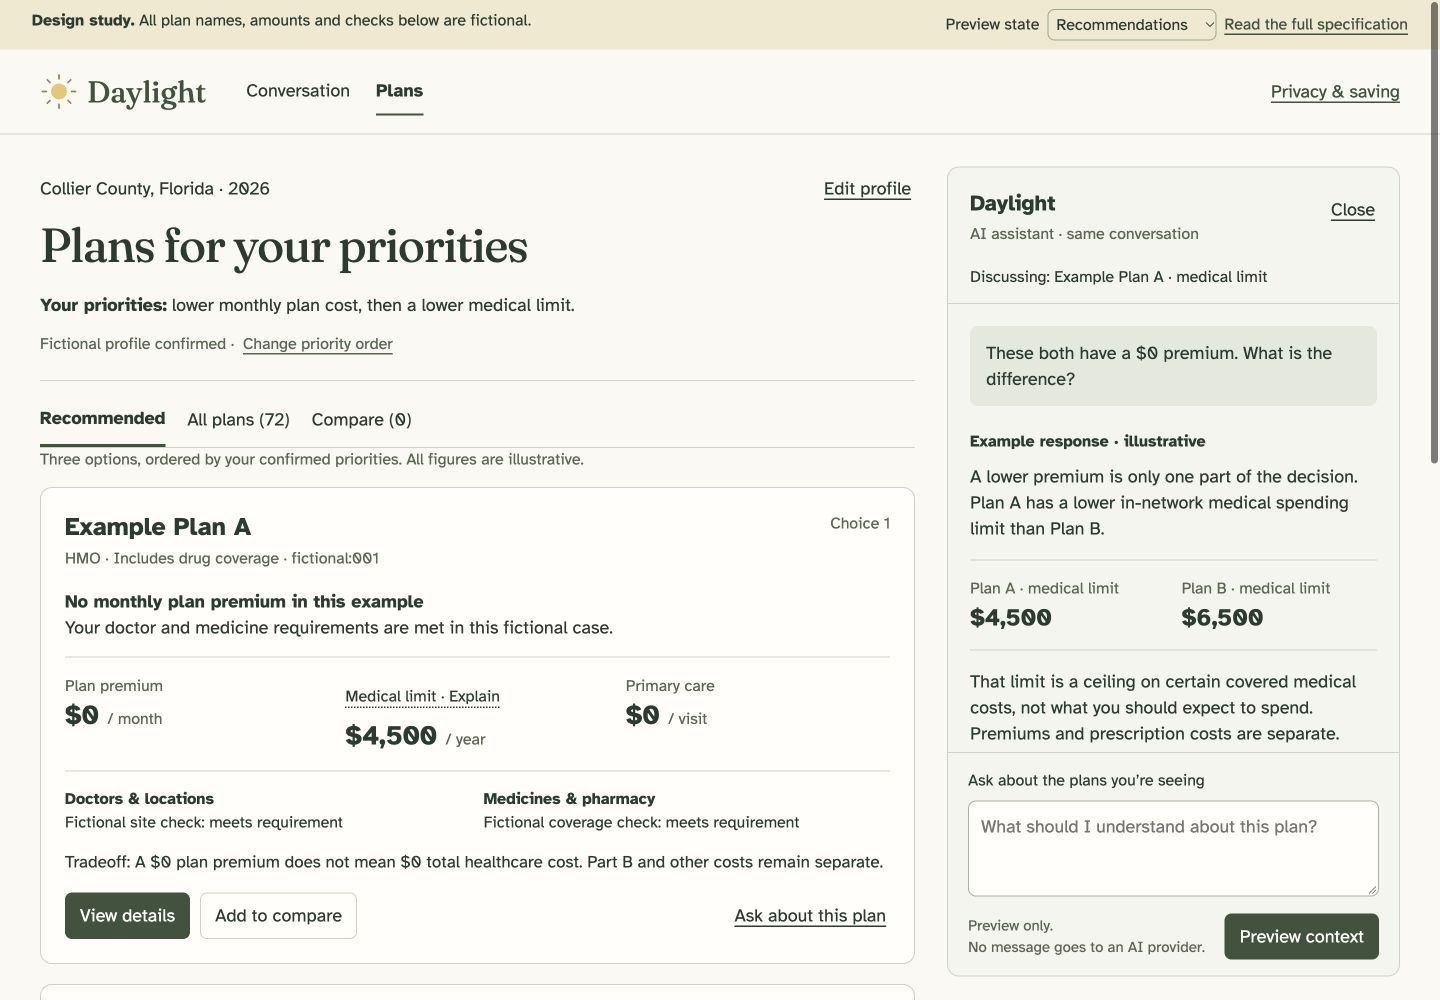 Design study. All plan names, amounts and checks below are fictional.
Preview state Recommendations Read the full specification
Daylight Conversation Plans Privacy & saving
Collier County, Florida · 2026 Edit profile
Plans for your priorities
Your priorities: lower monthly plan cost, then a lower medical limit.
Fictional profile confirmed · Change priority order
Recommended All plans (72) Compare (0)
Three options, ordered by your confirmed priorities. All figures are illustrative.
Example Plan A Choice 1
HMO · Includes drug coverage · fictional:001
No monthly plan premium in this example
Your doctor and medicine requirements are met in this fictional case.
Plan premium
$0 / month
Medical limit · Explain
$4,500 / year
Primary care
$0 / visit
Doctors & locations
Fictional site check: meets requirement
Medicines & pharmacy
Fictional coverage check: meets requirement
Tradeoff: A $0 plan premium does not mean $0 total healthcare cost. Part B and other costs remain separate.
View details Add to compare Ask about this plan
Daylight Close
AI assistant · same conversation
Discussing: Example Plan A · medical limit
These both have a $0 premium. What is the
difference?
Example response · illustrative
A lower premium is only one part of the decision.
Plan A has a lower in-network medical spending
limit than Plan B.
Plan A · medical limit
$4,500
Plan B · medical limit
$6,500
That limit is a ceiling on certain covered medical
costs, not what you should expect to spend.
Premiums and prescription costs are separate.
Ask about the plans you’re seeing
What should I understand about this plan?
Preview only.
No message goes to an AI provider.
Preview context